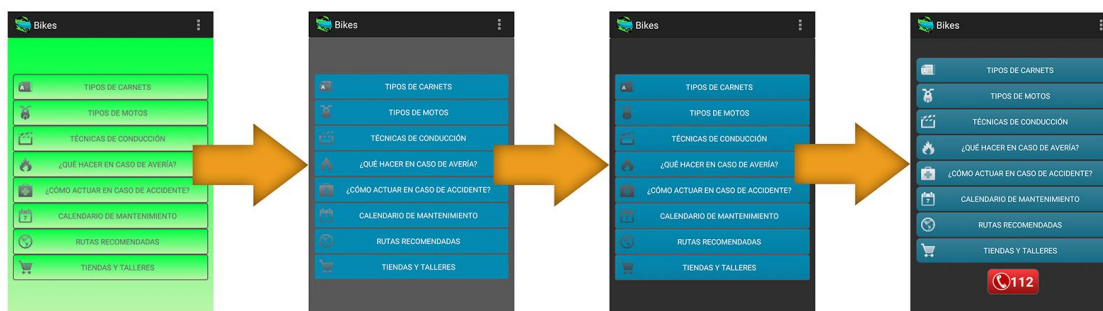 Bikes
TIPOS DE CARNETS
TIPOS DE MOTOS
TÉCNICAS DE CONDUCCIÓN
¿QUÉ HACER EN CASO DE AVERÍA?
¿CÓMO ACTUAR EN CASO DE ACCIDENTE?
CALENDARIO DE MANTENIMIENTO
RUTAS RECOMENDADAS
TIENDAS Y TALLERES
Bikes
TIPOS DE CARNETS
TIPOS DE MOTOS
TÉCNICAS DE CONDUCCIÓN
¿QUÉ HACER EN CASO DE AVERÍA?
¿CÓMO ACTUAR EN CASO DE ACCIDENTE?
CALENDARIO DE MANTENIMIENTO
RUTAS RECOMENDADAS
TIENDAS Y TALLERES
Bikes
TIPOS DE CARNETS
TIPOS DE MOTOS
TÉCNICAS DE CONDUCCIÓN
¿QUÉ HACER EN CASO DE AVERÍA?
¿CÓMO ACTUAR EN CASO DE ACCIDENTE?
CALENDARIO DE MANTENIMIENTO
RUTAS RECOMENDADAS
TIENDAS Y TALLERES
Bikes
TIPOS DE CARNETS
TIPOS DE MOTOS
TÉCNICAS DE CONDUCCIÓN
¿QUÉ HACER EN CASO DE AVERÍA?
¿CÓMO ACTUAR EN CASO DE ACCIDENTE?
CALENDARIO DE MANTENIMIENTO
RUTAS RECOMENDADAS
TIENDAS Y TALLERES
112